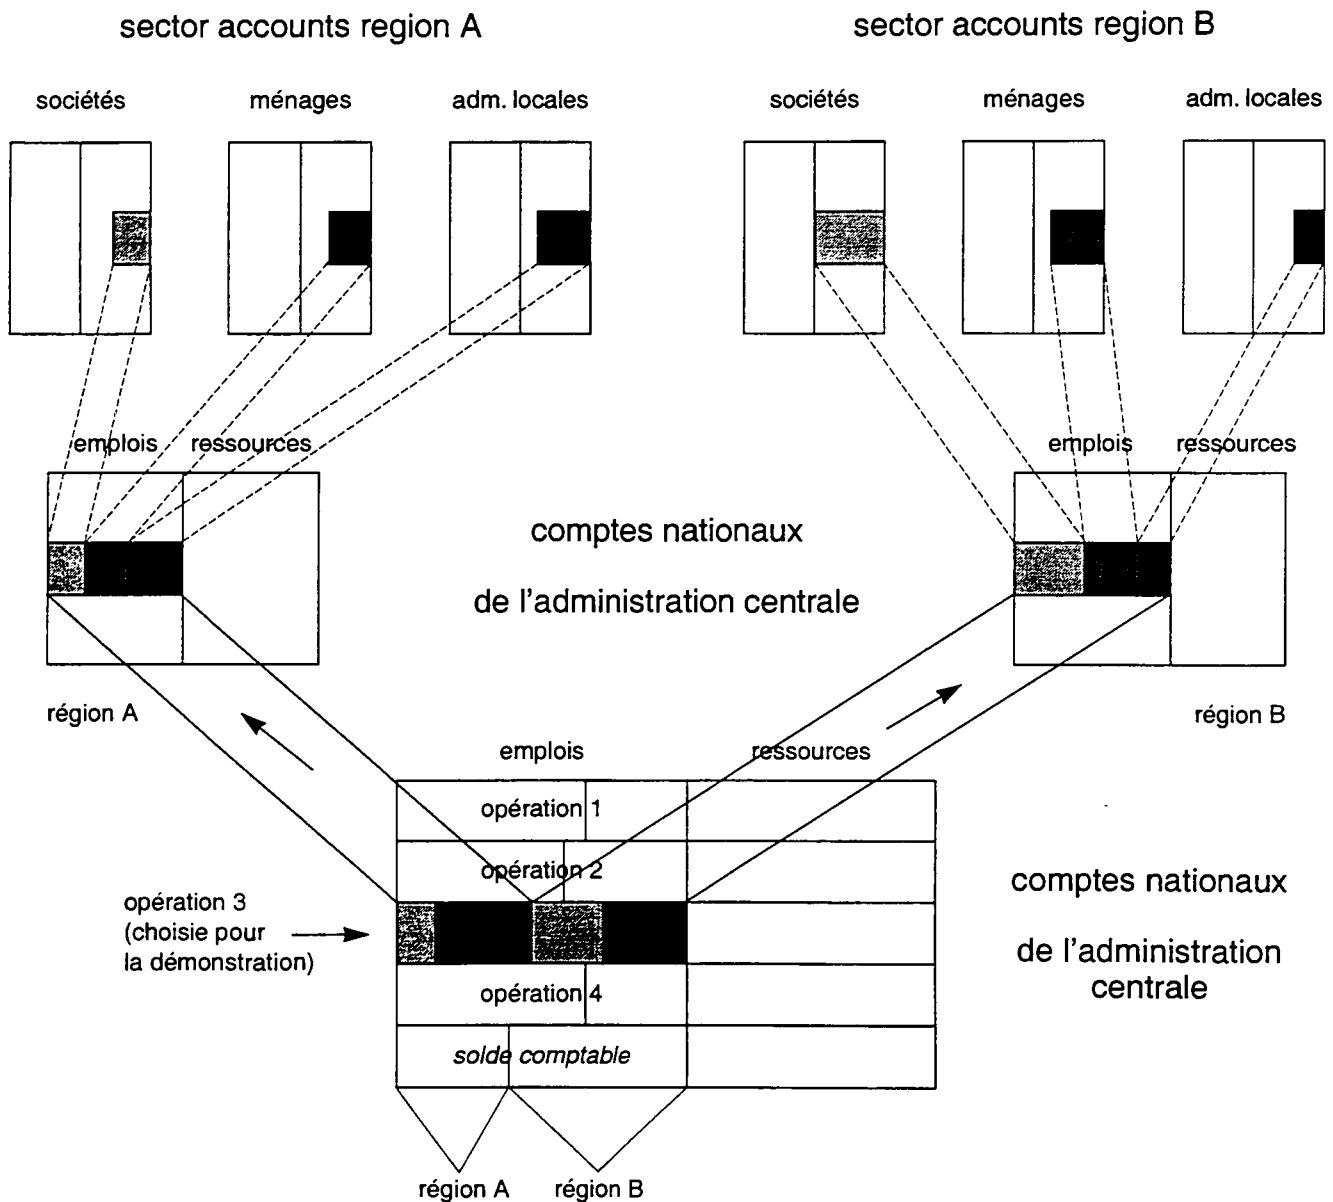 sector accounts region A
sector accounts region B
sociétés
ménages
adm. locales
sociétés
ménages
adm. locales
emplois
ressources
emplois
ressources
comptes nationaux
de l'administration centrale
région A
région B
emplois
ressources
opération 1
opération 2
opération 3
(choisie pour
la démonstration)
comptes nationaux
de l'administration
centrale
opération 4
solde comptable
région A
région B